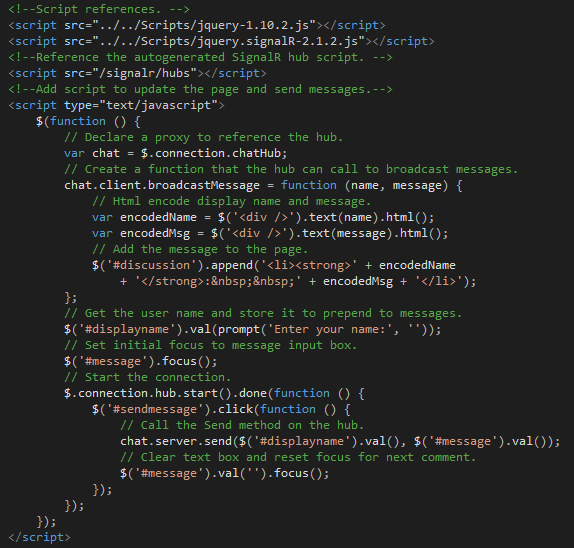 <!--Script references. -->
<script src="../../Scripts/jquery-1.10.2.js"></script>
<script src="../../Scripts/jquery.signalR-2.1.2.js"></script>
<!--Reference the autogenerated SignalR hub script. -->
<script src="/signalr/hubs"></script>
<!--Add script to update the page and send messages.-->
<script type="text/javascript">
    $(function () {
        // Declare a proxy to reference the hub.
        var chat = $.connection.chatHub;
        // Create a function that the hub can call to broadcast messages.
        chat.client.broadcastMessage = function (name, message) {
            // Html encode display name and message.
            var encodedName = $('<div />').text(name).html();
            var encodedMsg = $('<div />').text(message).html();
            // Add the message to the page.
            $('#discussion').append('<li><strong>' + encodedName
                + '</strong>:&nbsp;&nbsp;' + encodedMsg + '</li>');
        };
        // Get the user name and store it to prepend to messages.
        $('#displayname').val(prompt('Enter your name:', ''));
        // Set initial focus to message input box.
        $('#message').focus();
        // Start the connection.
        $.connection.hub.start().done(function () {
            $('#sendmessage').click(function () {
                // Call the Send method on the hub.
                chat.server.send($('#displayname').val(), $('#message').val());
                // Clear text box and reset focus for next comment.
                $('#message').val('').focus();
            });
        });
    });
</script>